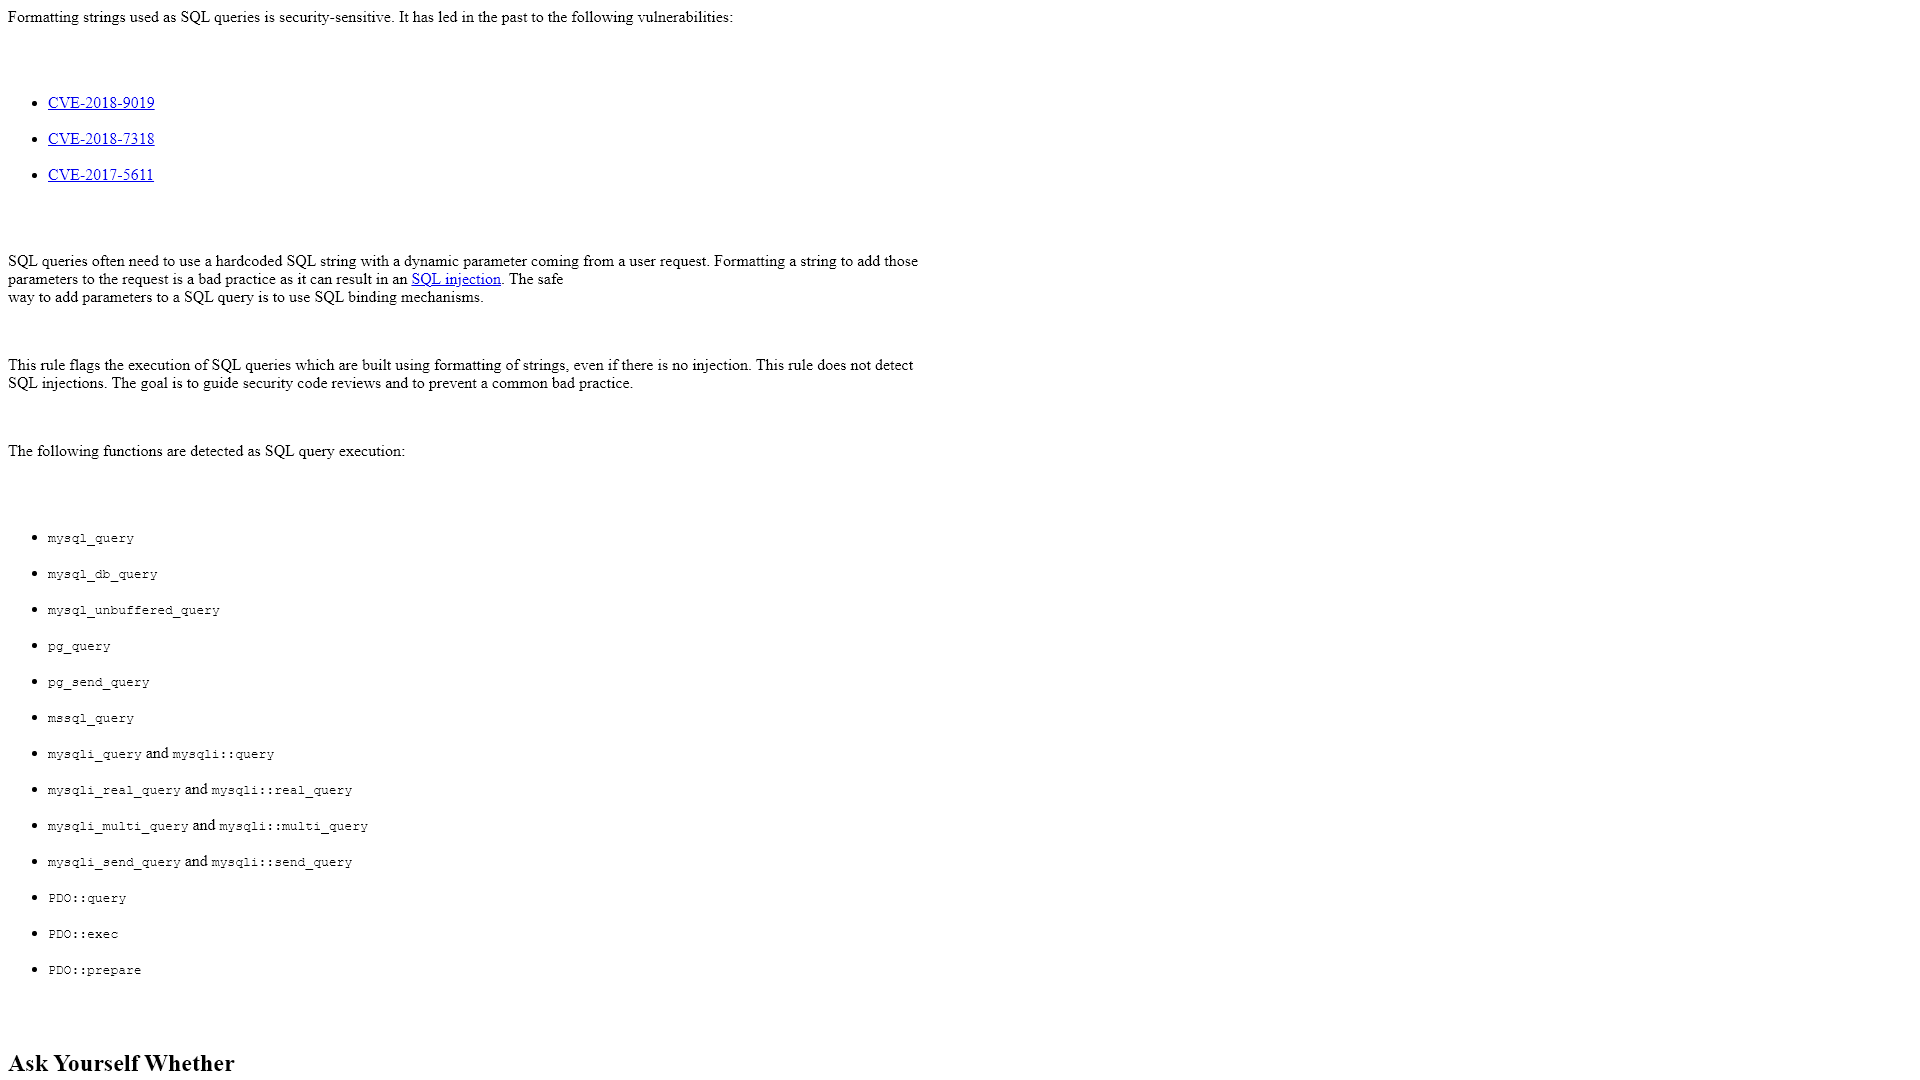 Formatting strings used as SQL queries is security-sensitive. It has led in the past to the following vulnerabilities:
• CVE-2018-9019
• CVE-2018-7318
• CVE-2017-5611
SQL queries often need to use a hardcoded SQL string with a dynamic parameter coming from a user request. Formatting a string to add those
parameters to the request is a bad practice as it can result in an SQL injection. The safe
way to add parameters to a SQL query is to use SQL binding mechanisms.
This rule flags the execution of SQL queries which are built using formatting of strings, even if there is no injection. This rule does not detect
SQL injections. The goal is to guide security code reviews and to prevent a common bad practice.
The following functions are detected as SQL query execution:
• mysql_query
• mysql_db_query
• mysql_unbuffered_query
• pg_query
• pg_send_query
• mssql_query
• mysqli_query and mysqli::query
• mysqli_real_query and mysqli::real_query
• mysqli_multi_query and mysqli::multi_query
• mysqli_send_query and mysqli::send_query
• PDO::query
• PDO::exec
• PDO::prepare
Ask Yourself Whether